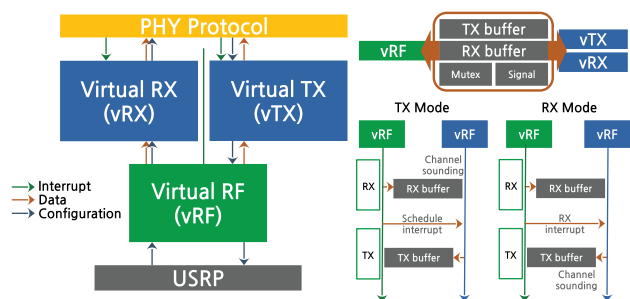 PHY Protocol
Virtual RX
(vRX)
Virtual TX
(vTX)
Virtual RF
(vRF)
Interrupt
Data
Configuration
USRP
TX buffer
RX buffer
Mutex
Signal
vRF
vTX
vRX
TX Mode
vRF
vRF
Channel
sounding
RX
RX buffer
Schedule
interrupt
TX
TX buffer
RX Mode
vRF
vRF
RX
RX buffer
RX
interrupt
TX
TX buffer
Channel
sounding